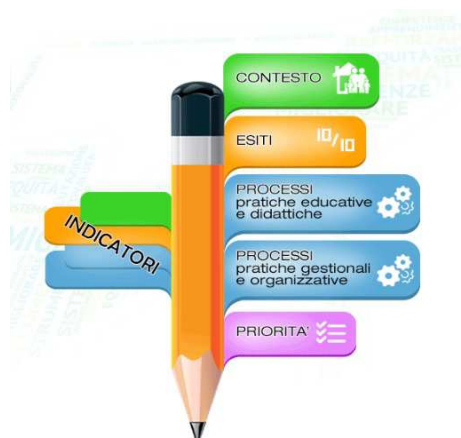 CONTESTO
ESITI 10/10
PROCESSI
pratiche educative
e didattiche
INDICATORI
PROCESSI
pratiche gestionali
e organizzative
PRIORITA'